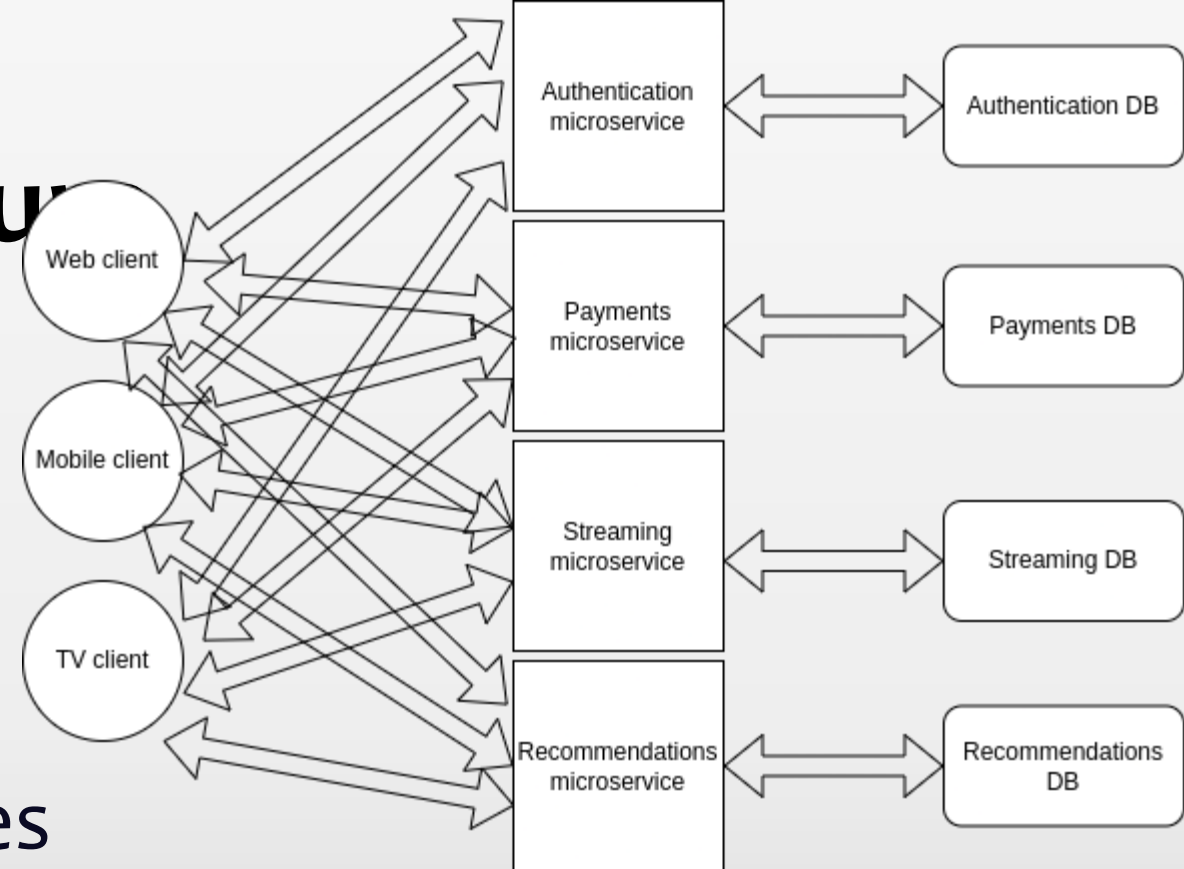 Web client
Mobile client
TV client
Authentication
microservice
Payments
microservice
Streaming
microservice
Recommendations
microservice
Authentication DB
Payments DB
Streaming DB
Recommendations
DB
es